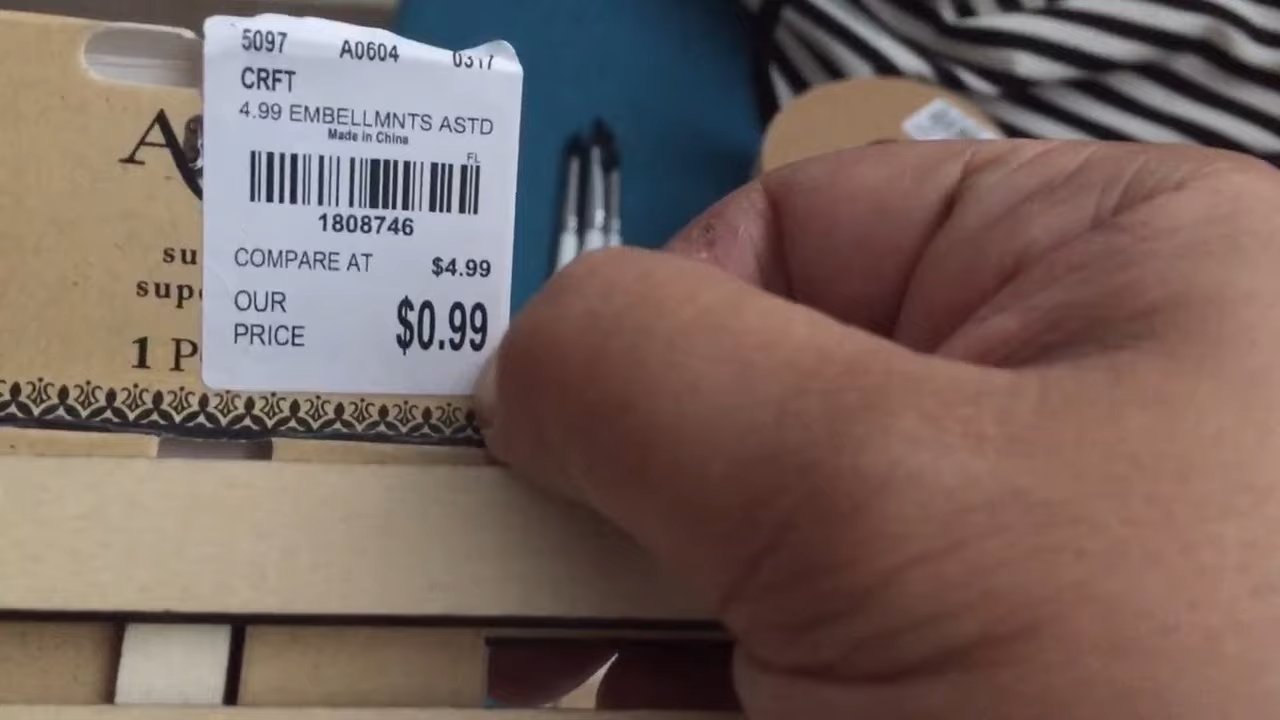 5097 A0604 0317
CRFT
4.99 EMBELLMNTS ASTD
Made in China
FL
1808746
COMPARE AT $4.99
OUR
PRICE $0.99
1